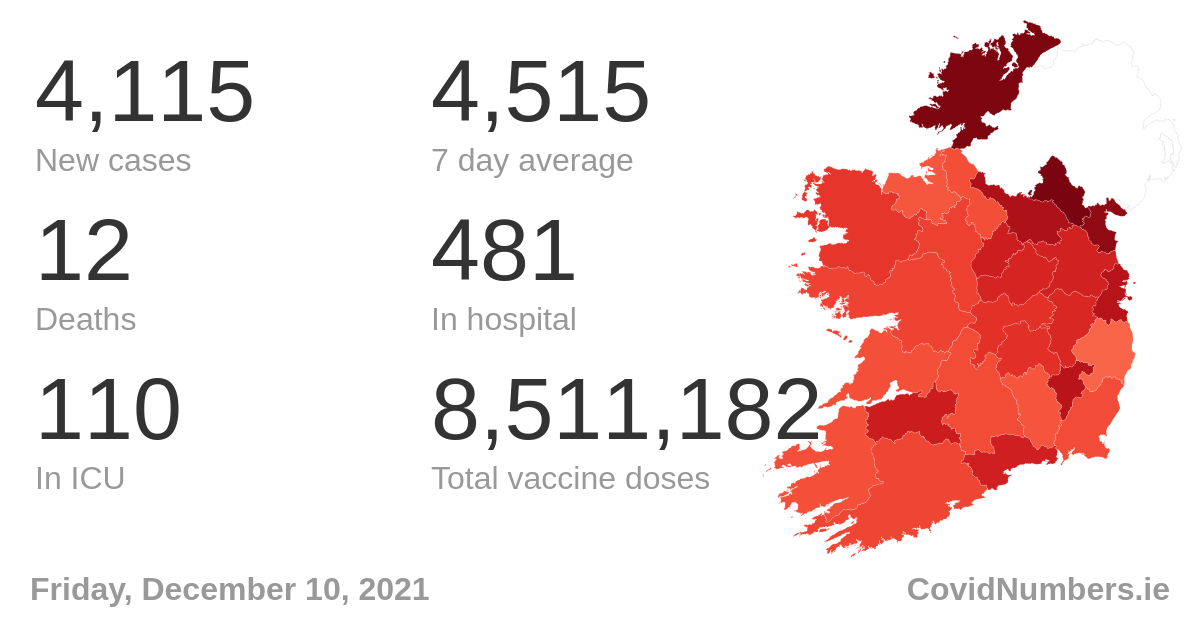 4,115
New cases
4,515
7 day average
12
Deaths
481
In hospital
110
In ICU
8,511,182
Total vaccine doses
Friday, December 10, 2021
CovidNumbers.ie